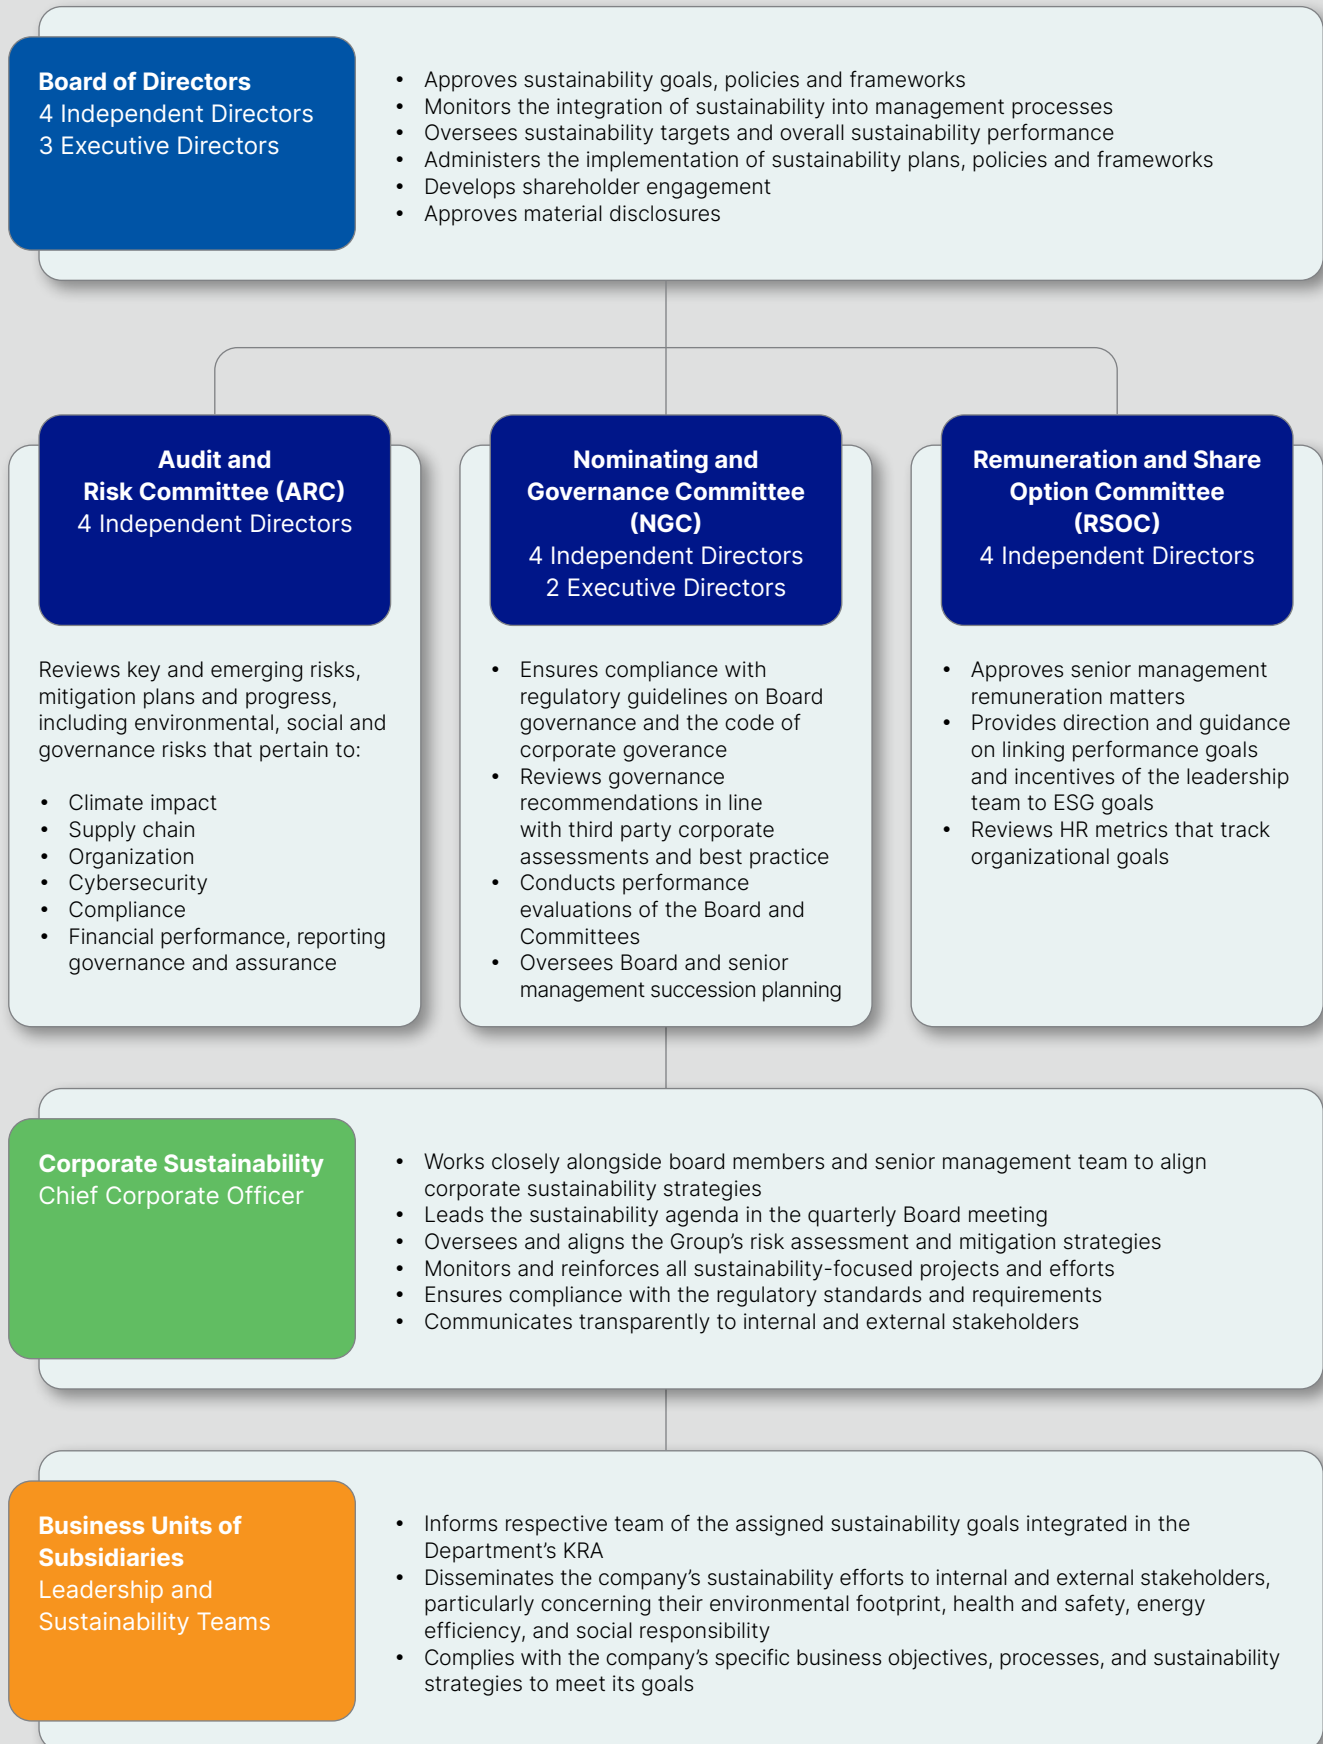 Board of Directors
4 Independent Directors
3 Executive Directors
• Approves sustainability goals, policies and frameworks
• Monitors the integration of sustainability into management processes
• Oversees sustainability targets and overall sustainability performance
• Administers the implementation of sustainability plans, policies and frameworks
• Develops shareholder engagement
• Approves material disclosures
Audit and
Risk Committee (ARC)
4 Independent Directors
Reviews key and emerging risks,
mitigation plans and progress,
including environmental, social and
governance risks that pertain to:
• Climate impact
• Supply chain
• Organization
• Cybersecurity
• Compliance
• Financial performance, reporting
governance and assurance
Nominating and
Governance Committee
(NGC)
4 Independent Directors
2 Executive Directors
• Ensures compliance with
regulatory guidelines on Board
governance and the code of
corporate goverance
• Reviews governance
recommendations in line
with third party corporate
assessments and best practice
• Conducts performance
evaluations of the Board and
Committees
• Oversees Board and senior
management succession planning
Remuneration and Share
Option Committee
(RSOC)
4 Independent Directors
• Approves senior management
remuneration matters
• Provides direction and guidance
on linking performance goals
and incentives of the leadership
team to ESG goals
• Reviews HR metrics that track
organizational goals
Corporate Sustainability
Chief Corporate Officer
• Works closely alongside board members and senior management team to align
corporate sustainability strategies
• Leads the sustainability agenda in the quarterly Board meeting
• Oversees and aligns the Group's risk assessment and mitigation strategies
• Monitors and reinforces all sustainability-focused projects and efforts
• Ensures compliance with the regulatory standards and requirements
• Communicates transparently to internal and external stakeholders
Business Units of
Subsidiaries
Leadership and
Sustainability Teams
• Informs respective team of the assigned sustainability goals integrated in the
Department's KRA
• Disseminates the company's sustainability efforts to internal and external stakeholders,
particularly concerning their environmental footprint, health and safety, energy
efficiency, and social responsibility
• Complies with the company's specific business objectives, processes, and sustainability
strategies to meet its goals